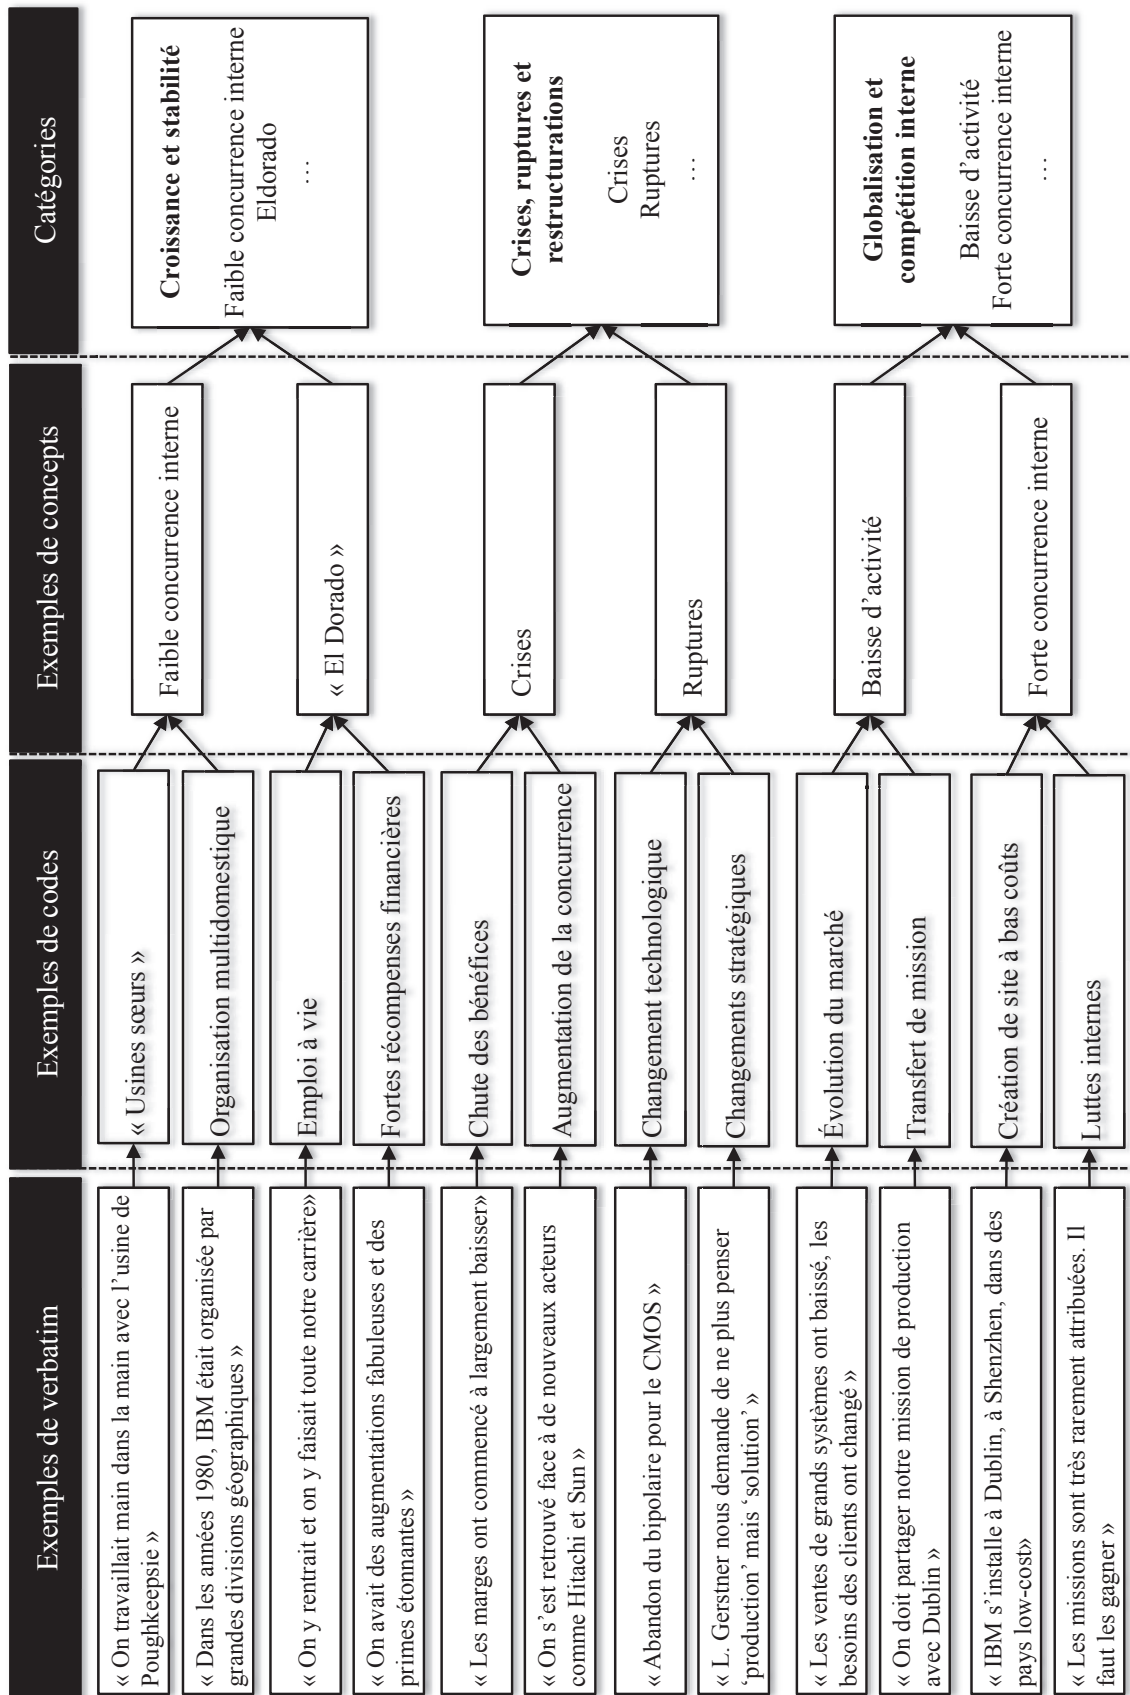 Exemples de verbatim
Exemples de codes
Exemples de concepts
Catégories
« On travaillait main dans la main avec l’usine de
Poughkeepsie »
« Dans les années 1980, IBM était organisée par
grandes divisions géographiques »
« On y rentrait et on y faisait toute notre carrière»
« On avait des augmentations fabuleuses et des
primes étonnantes »
« Les marges ont commencé à largement baisser»
« On s’est retrouvé face à de nouveaux acteurs
comme Hitachi et Sun »
« Abandon du bipolaire pour le CMOS »
« L. Gerstner nous demande de ne plus penser
‘production’ mais ‘solution’ »
« Les ventes de grands systèmes ont baissé, les
besoins des clients ont changé »
« On doit partager notre mission de production
avec Dublin »
« IBM s’installe à Dublin, à Shenzhen, dans des
pays low-cost»
« Les missions sont très rarement attribuées. Il
faut les gagner »
« Usines sœurs »
Organisation multidomestique
Emploi à vie
Fortes récompenses financières
Chute des bénéfices
Augmentation de la concurrence
Changement technologique
Changements stratégiques
Évolution du marché
Transfert de mission
Création de site à bas coûts
Luttes internes
Faible concurrence interne
« El Dorado »
Crises
Ruptures
Baisse d’activité
Forte concurrence interne
Croissance et stabilité
Faible concurrence interne
Eldorado
…
Crises, ruptures et
restructurations
Crises
Ruptures
…
Globalisation et
compétition interne
Baisse d’activité
Forte concurrence interne
…